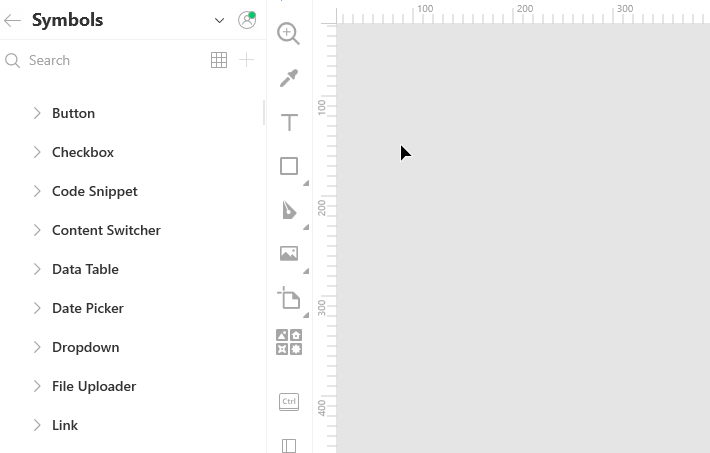 Symbols
Search
Button
Checkbox
Code Snippet
Content Switcher
Data Table
Date Picker
Dropdown
File Uploader
Link
T
Ctrl
100
200
300
100
200
300
400